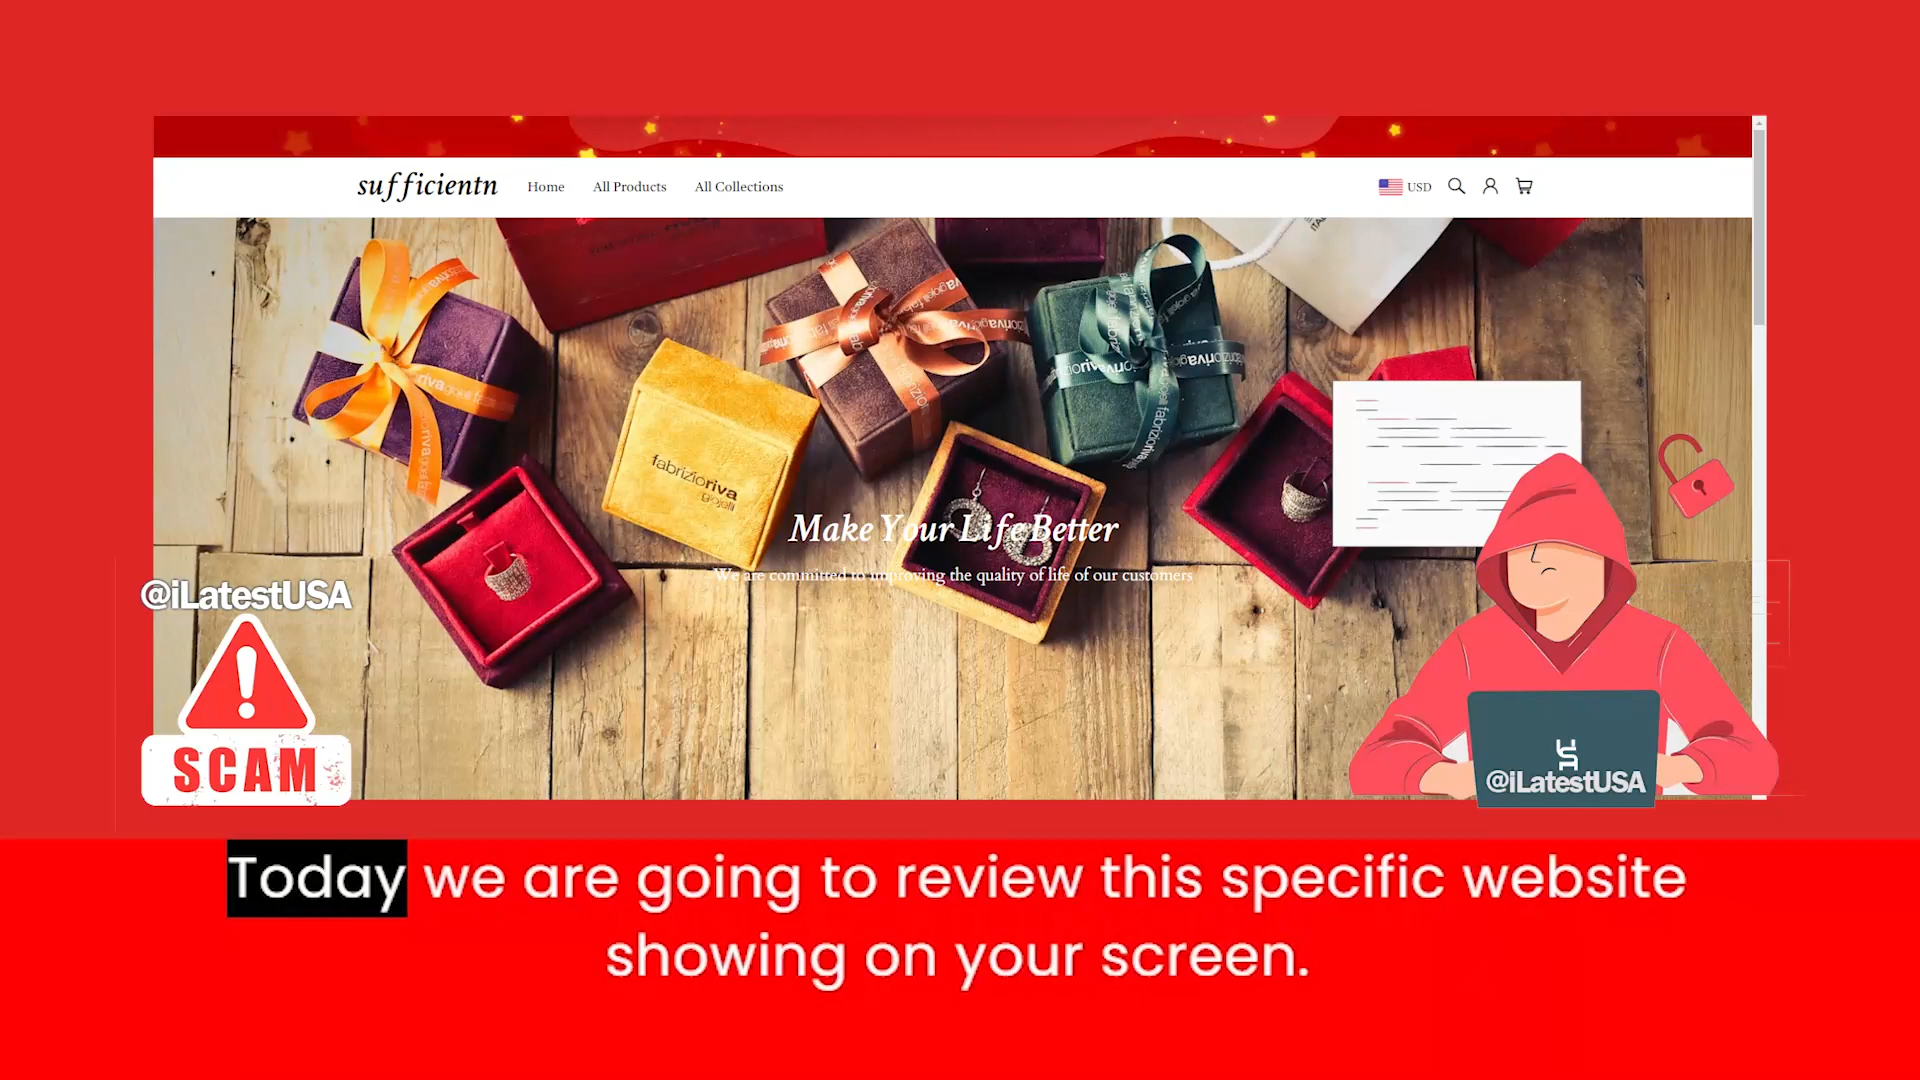 sufficientn Home All Products All Collections USD
fabrizioriva
gioielli
Make Your Life Better
We are committed to improving the quality of life of our customers
@iLatestUSA
SCAM
@iLatestUSA
Today we are going to review this specific website
showing on your screen.